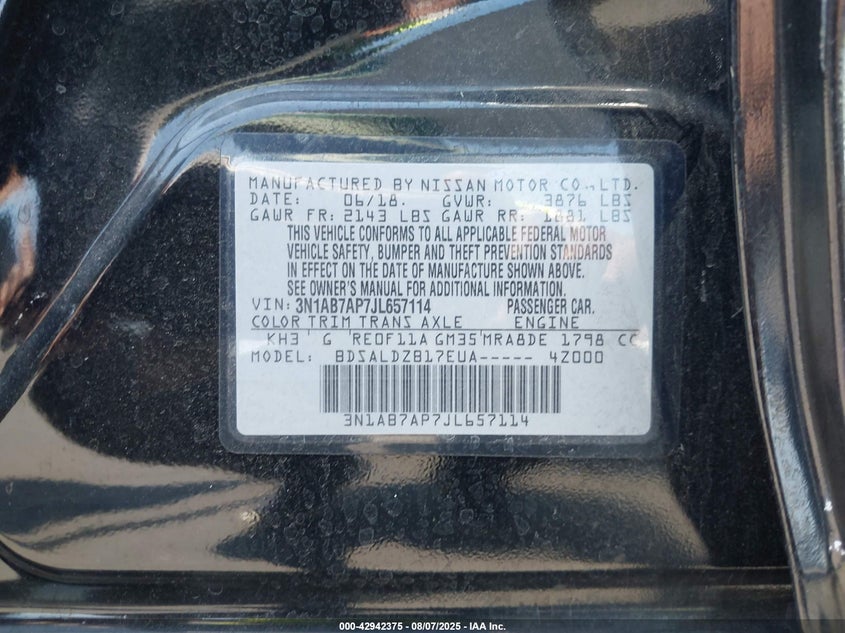 MANUFACTURED BY NISSAN MOTOR CO.,LTD.
DATE: 06/18. GVWR: 3876 LBS
GAWR FR: 2143 LBS GAWR RR: 1881 LBS
THIS VEHICLE CONFORMS TO ALL APPLICABLE FEDERAL MOTOR
VEHICLE SAFETY, BUMPER AND THEFT PREVENTION STANDARDS
IN EFFECT ON THE DATE OF MANUFACTURE SHOWN ABOVE.
SEE OWNER'S MANUAL FOR ADDITIONAL INFORMATION.
VIN: 3N1AB7AP7JL657114 PASSENGER CAR.
COLOR TRIM TRANS AXLE ENGINE
KH3' G 'RE0F11A GM35'MRA8DE 1798 CC
MODEL: BDSALDZB17EUA----- 4Z000
3N1AB7AP7JL657114
000-42942375 - 08/07/2025 - IAA Inc.